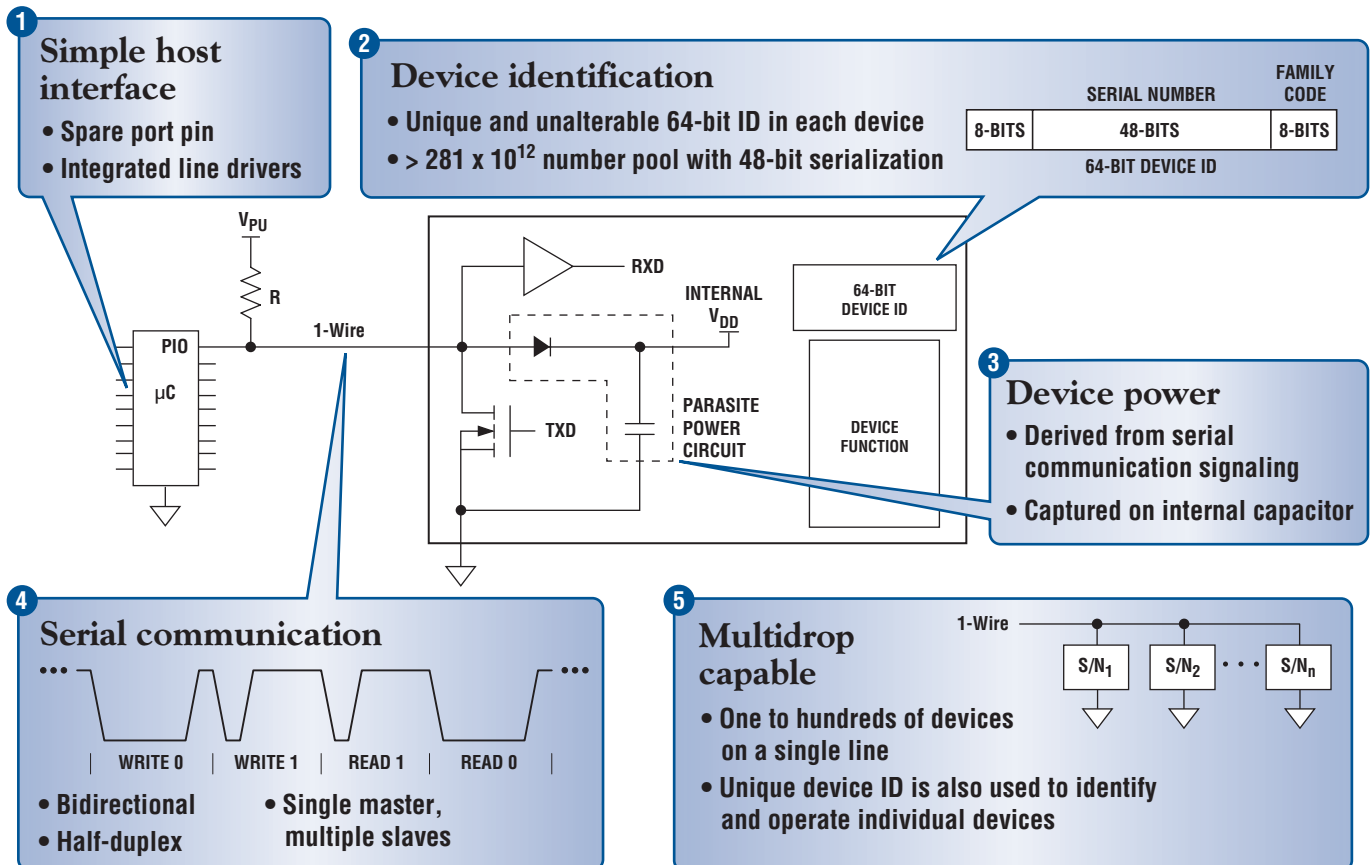 1
Simple host
interface
• Spare port pin
• Integrated line drivers
2
Device identification
• Unique and unalterable 64-bit ID in each device
• > 281 x 10¹² number pool with 48-bit serialization
SERIAL NUMBER
FAMILY
CODE
8-BITS
48-BITS
8-BITS
64-BIT DEVICE ID
V_PU
R
PIO
µC
1-Wire
RXD
INTERNAL
V_DD
TXD
PARASITE
POWER
CIRCUIT
64-BIT
DEVICE ID
DEVICE
FUNCTION
3
Device power
• Derived from serial
communication signaling
• Captured on internal capacitor
4
Serial communication
••• •••
| WRITE 0 | WRITE 1 | READ 1 | READ 0 |
• Bidirectional
• Half-duplex
• Single master,
multiple slaves
5
Multidrop
capable
1-Wire
S/N₁
S/N₂
• • •
S/Nₙ
• One to hundreds of devices
on a single line
• Unique device ID is also used to identify
and operate individual devices